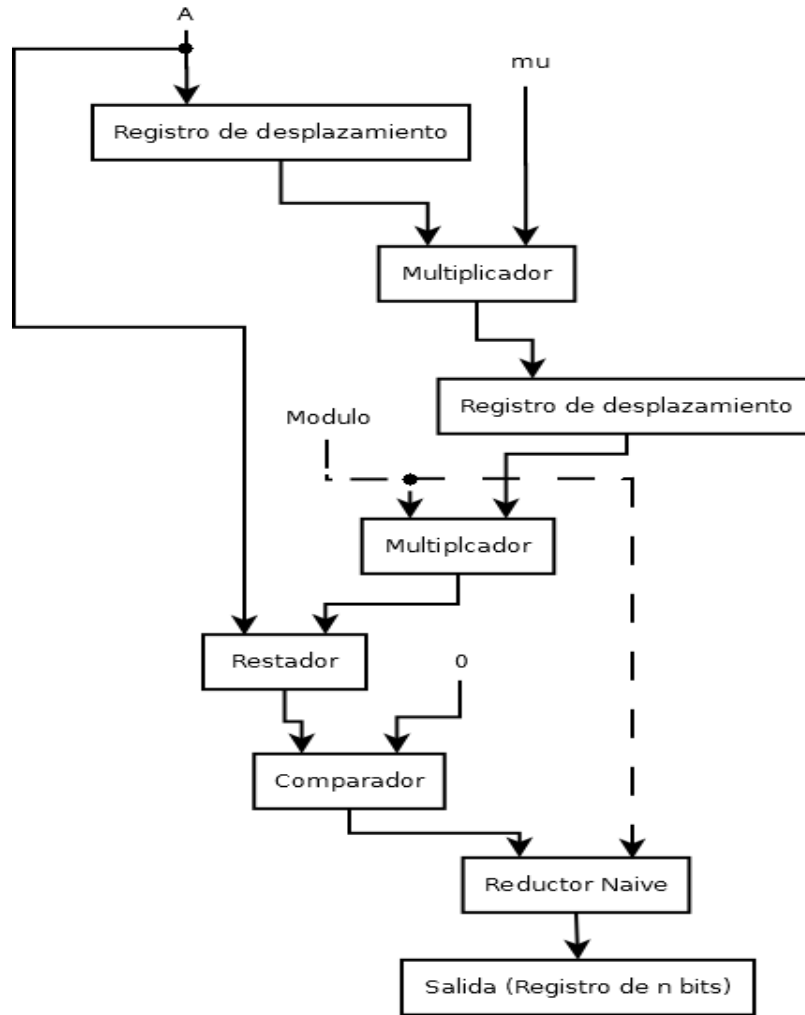 A
mu
Registro de desplazamiento
Multiplicador
Registro de desplazamiento
Modulo
Multiplcador
Restador
0
Comparador
Reductor Naive
Salida (Registro de n bits)